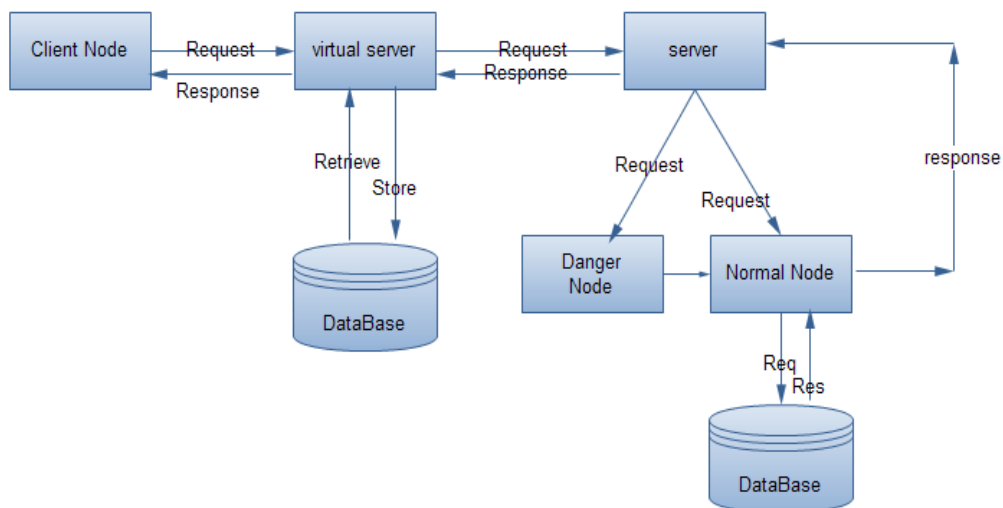 Client Node
Request
virtual server
Request
server
Response
Response
Retrieve
Store
Request
Request
response
Danger
Node
Normal Node
DataBase
Req
Res
DataBase